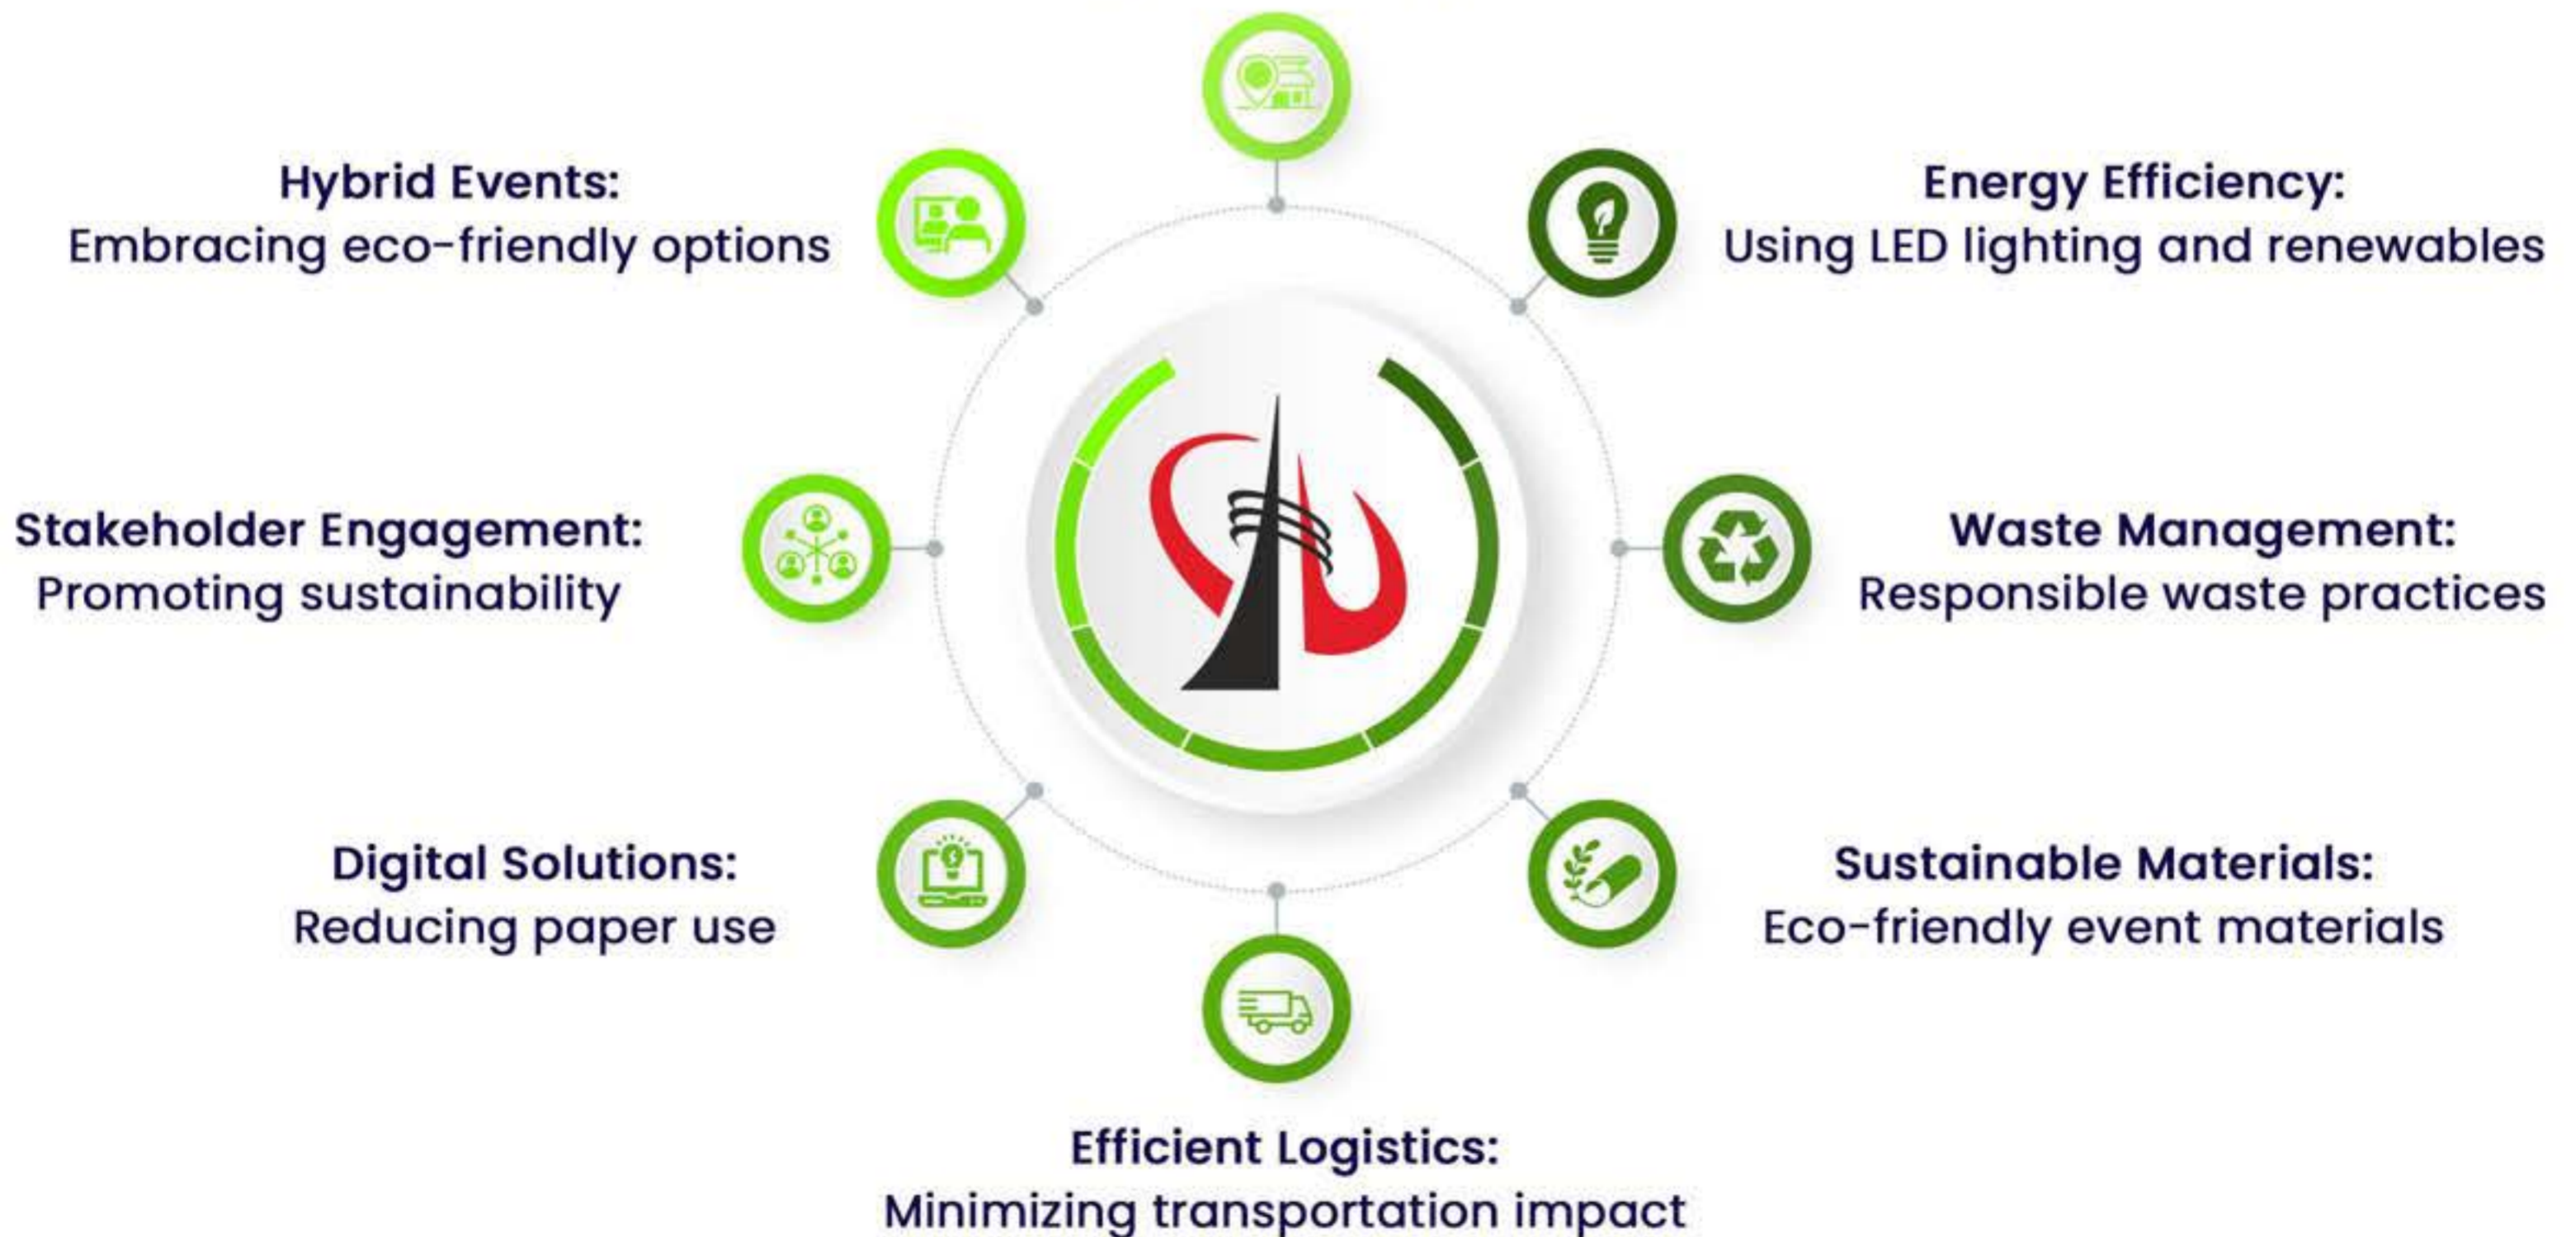 Hybrid Events:
Embracing eco-friendly options
Energy Efficiency:
Using LED lighting and renewables
Stakeholder Engagement:
Promoting sustainability
Waste Management:
Responsible waste practices
Digital Solutions:
Reducing paper use
Sustainable Materials:
Eco-friendly event materials
Efficient Logistics:
Minimizing transportation impact